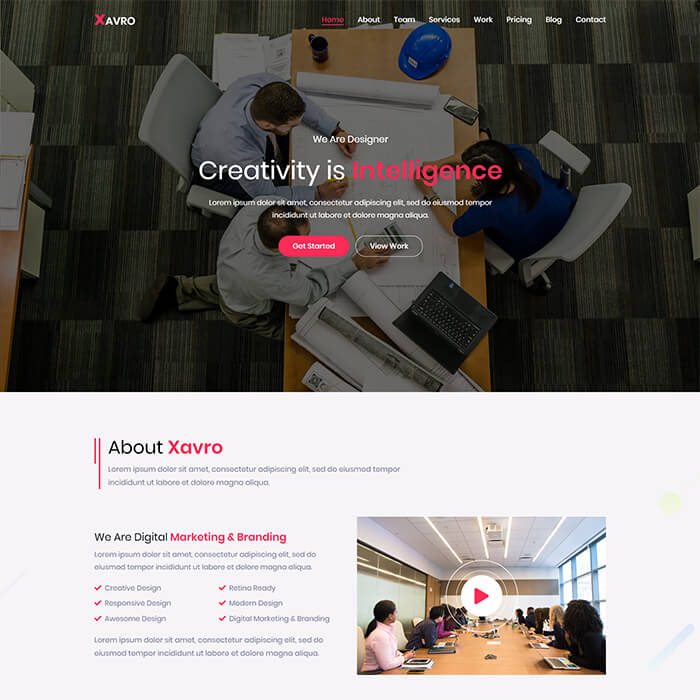 XAVRO
Home About Team Services Work Pricing Blog Contact
We Are Designer
Creativity is Intelligence
Lorem ipsum dolor sit amet, consectetur adipiscing elit, sed do eiusmod tempor
incididunt ut labore et dolore magna aliqua.
Get Started View Work
About Xavro
Lorem ipsum dolor sit amet, consectetur adipiscing elit, sed do eiusmod tempor
incididunt ut labore et dolore magna aliqua.
We Are Digital Marketing & Branding
Lorem ipsum dolor sit amet, consectetur adipiscing elit, sed do
eiusmod tempor incididunt ut labore et dolore magna aliqua.
Creative Design Retina Ready
Responsive Design Modern Design
Awesome Design Digital Marketing & Branding
Lorem ipsum dolor sit amet, consectetur adipiscing elit, sed do
eiusmod tempor incididunt ut labore et dolore magna aliqua.